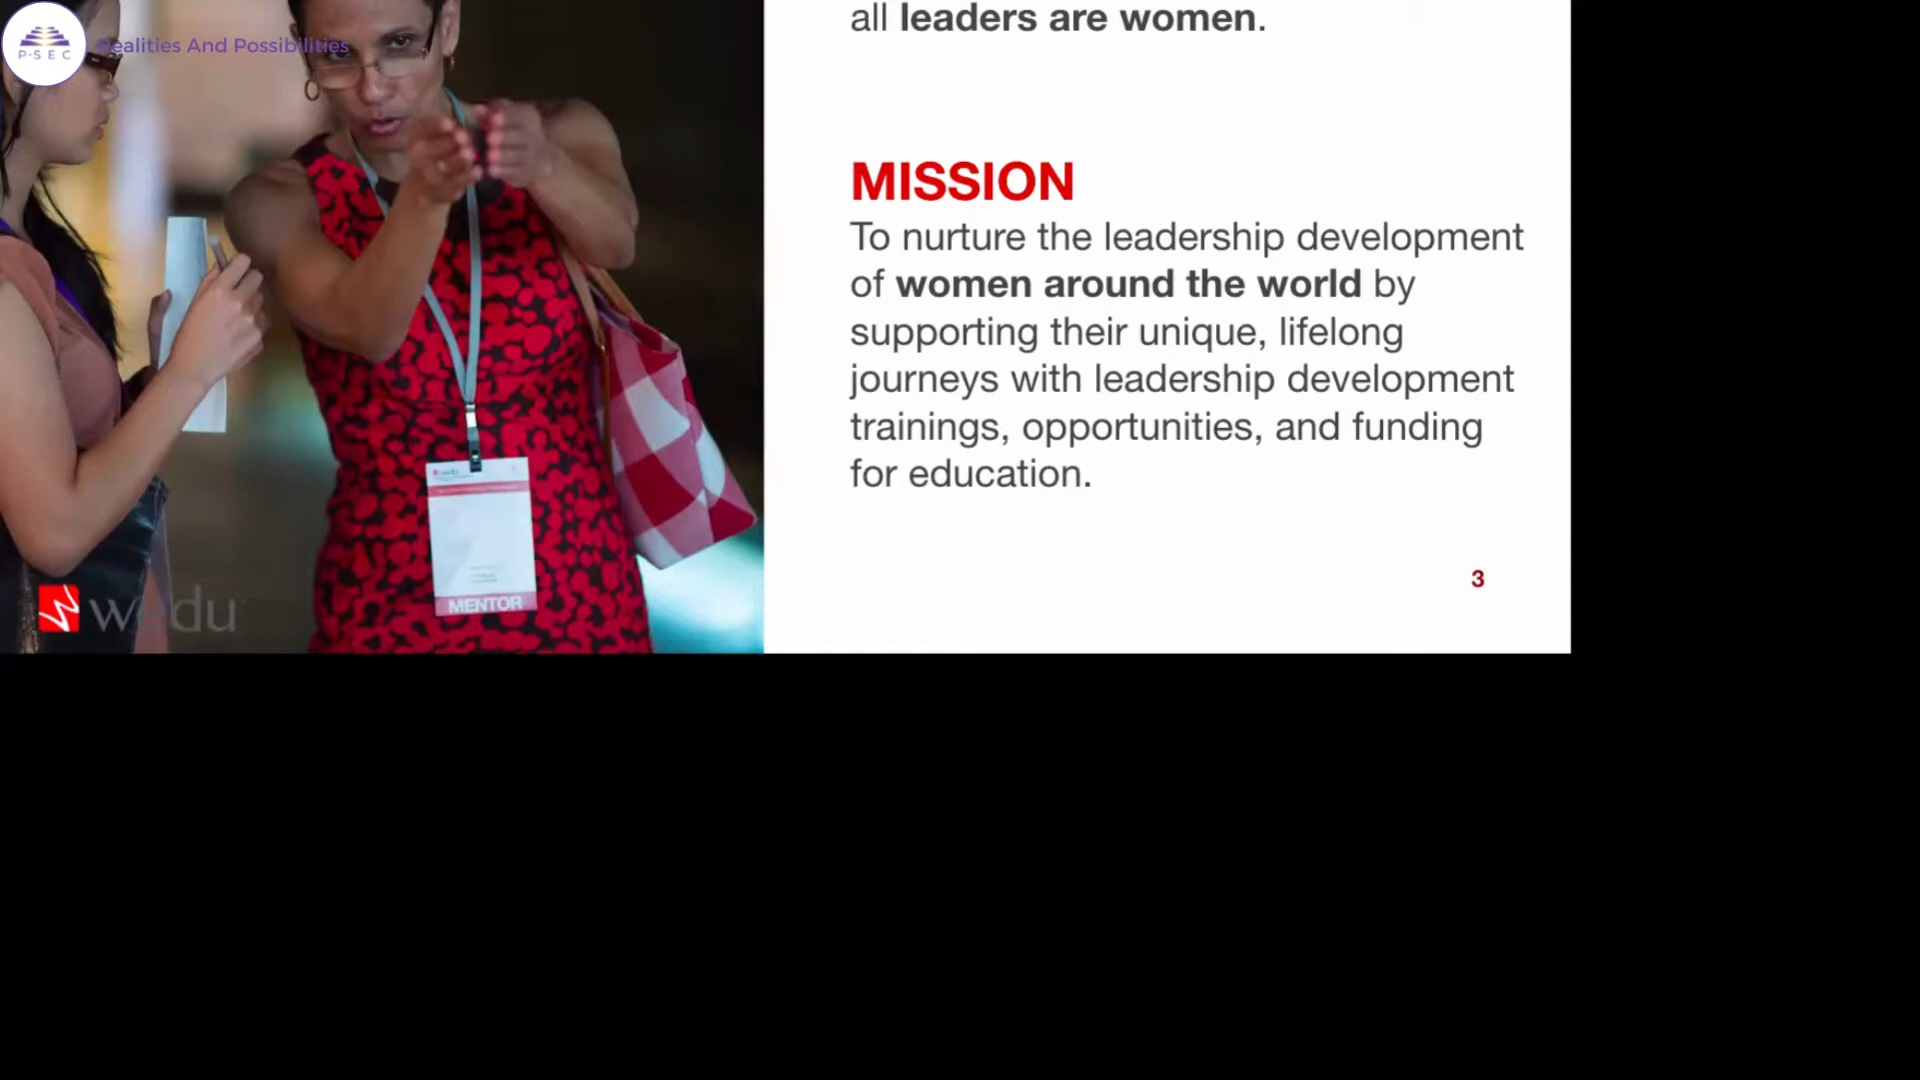 P·SEC
Realities And Possibilities
all leaders are women.
MISSION
To nurture the leadership development
of women around the world by
supporting their unique, lifelong
journeys with leadership development
trainings, opportunities, and funding
for education.
3
MENTOR
wedu